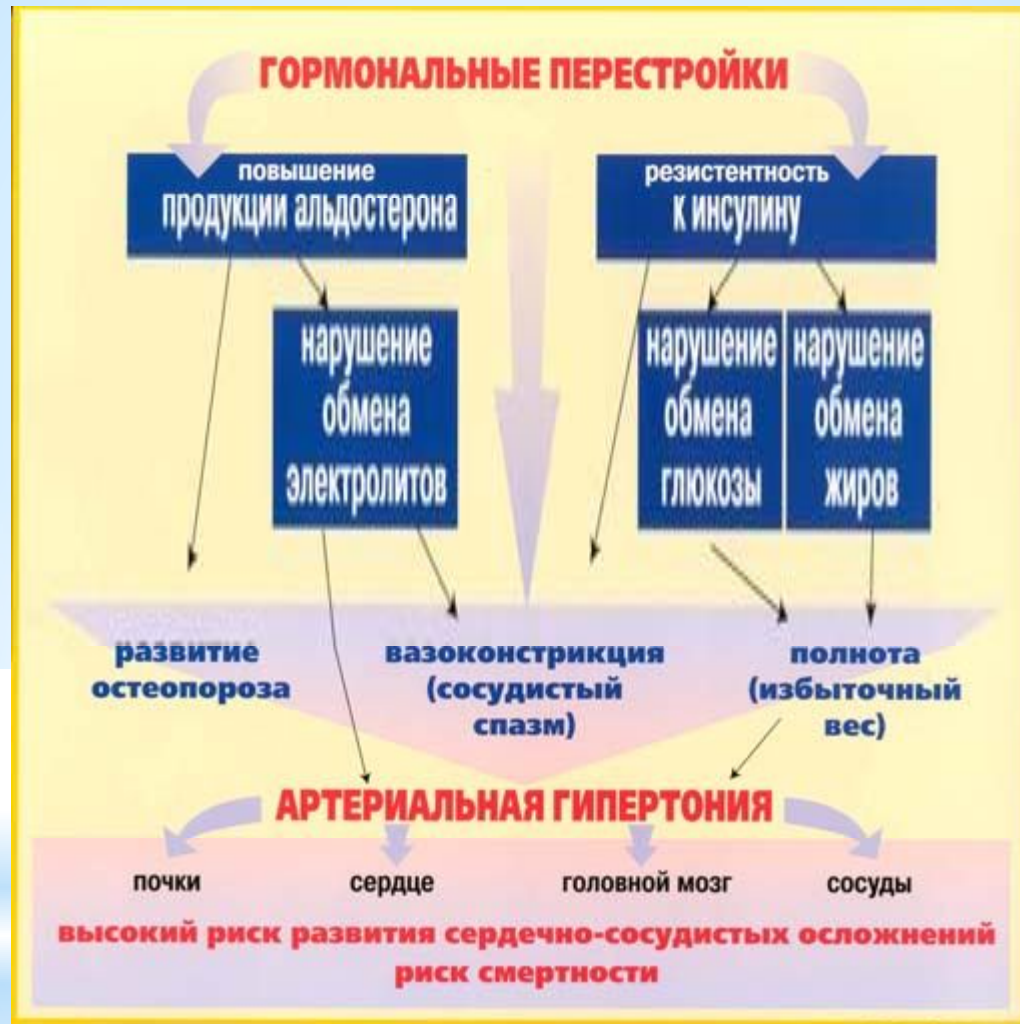 ГОРМОНАЛЬНЫЕ ПЕРЕСТРОЙКИ
повышение
продукции альдостерона
резистентность
к инсулину
нарушение
обмена
электролитов
нарушение
обмена
глюкозы
нарушение
обмена
жиров
развитие
остеопороза
вазоконстрикция
(сосудистый
спазм)
полнота
(избыточный
вес)
АРТЕРИАЛЬНАЯ ГИПЕРТОНИЯ
почки
сердце
головной мозг
сосуды
высокий риск развития сердечно-сосудистых осложнений
риск смертности